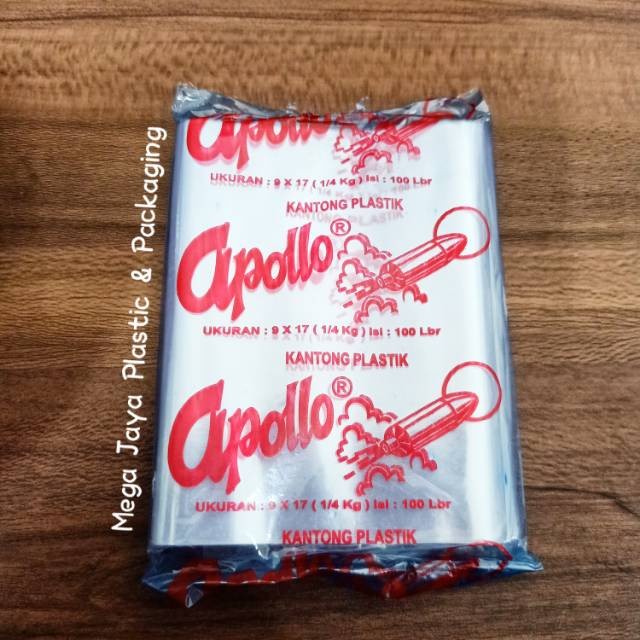 apollo
UKURAN : 9 X 17 ( 1/4 Kg ) Isi : 100 Lbr
KANTONG PLASTIK
apollo®
UKURAN : 9 X 17 ( 1/4 Kg ) Isi : 100 Lbr
KANTONG PLASTIK
apollo®
UKURAN : 9 X 17 ( 1/4 Kg ) Isi : 100 Lbr
KANTONG PLASTIK
apollo
Mega Jaya Plastic & Packaging